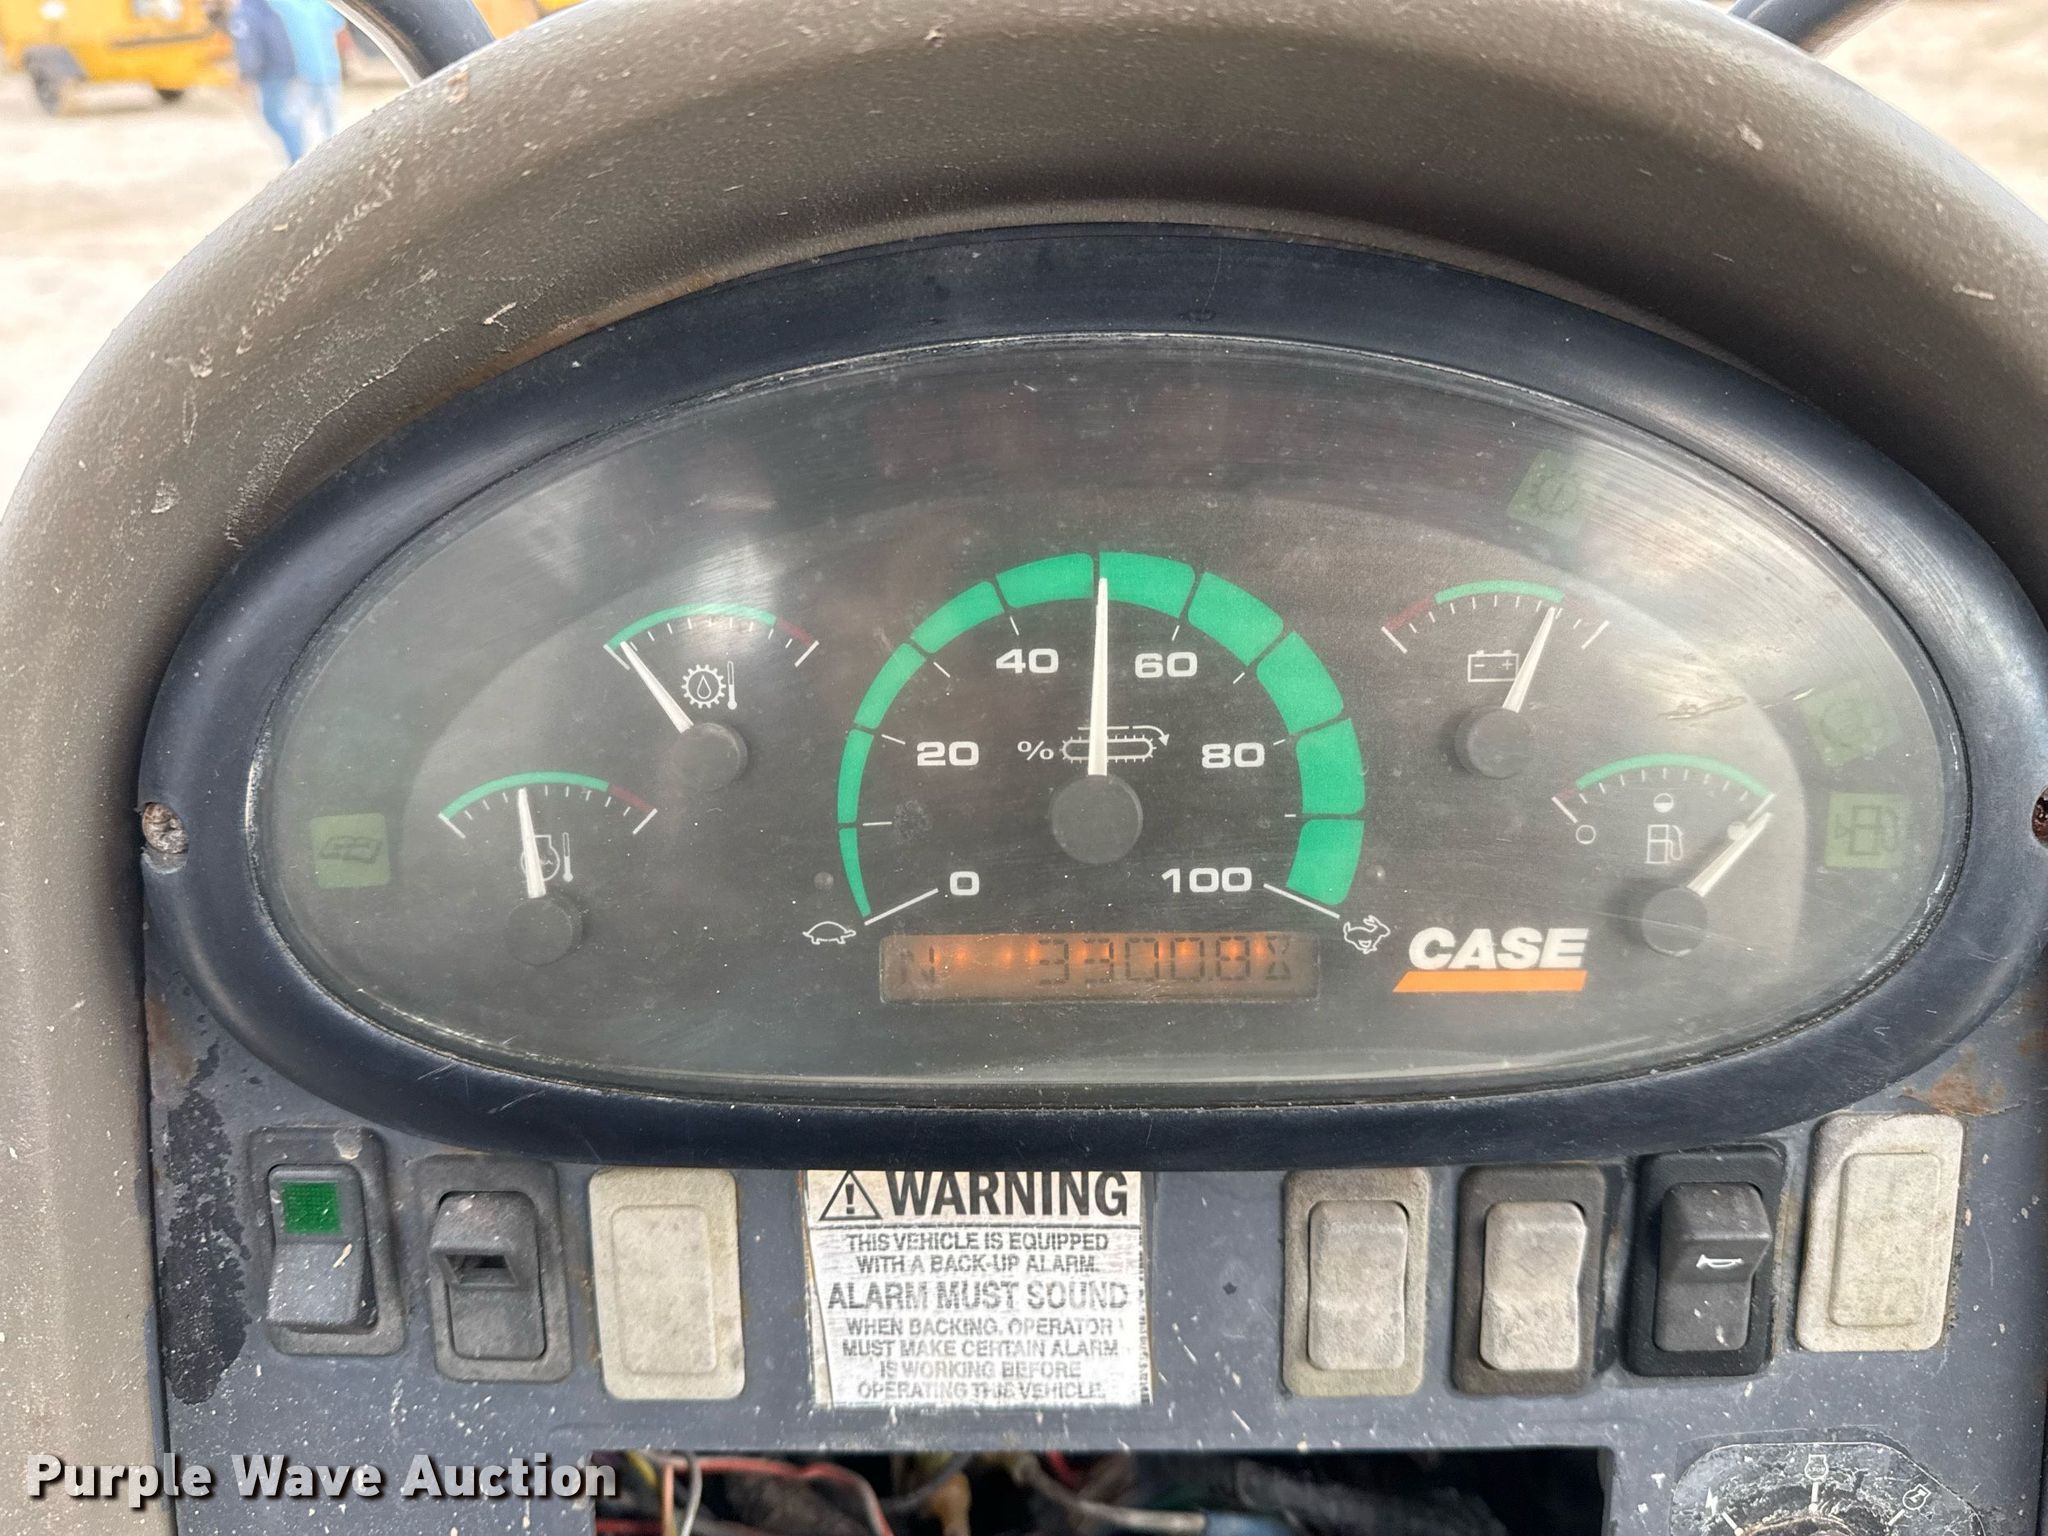 40 60
20 % 80
0 100
N 33008
CASE
WARNING
THIS VEHICLE IS EQUIPPED
WITH A BACK-UP ALARM.
ALARM MUST SOUND
WHEN BACKING. OPERATOR
MUST MAKE CERTAIN ALARM
IS WORKING BEFORE
OPERATING THIS VEHICLE.
Purple Wave Auction